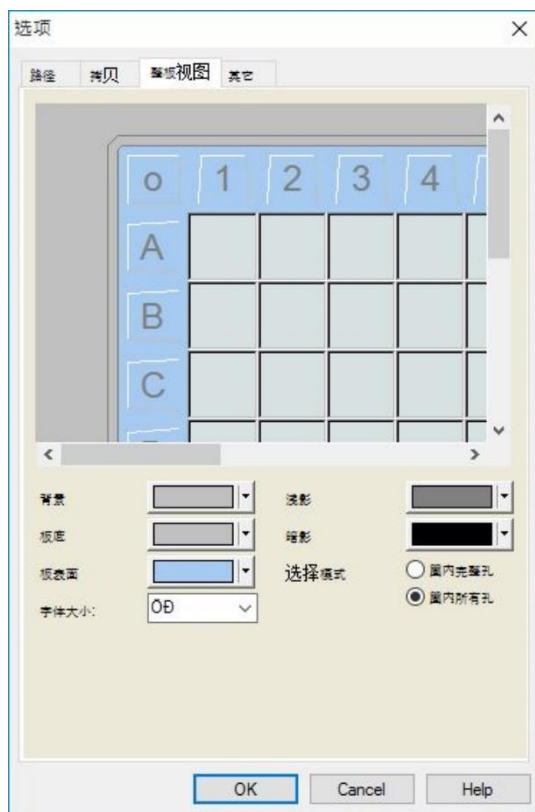 选项
路径 拷贝 整板视图 其它
o 1 2 3 4
A
B
C
背景 浅影
板底 暗影
板表面 选择模式 圈内完整孔
圈内所有孔
字体大小: ÖÐ
OK Cancel Help